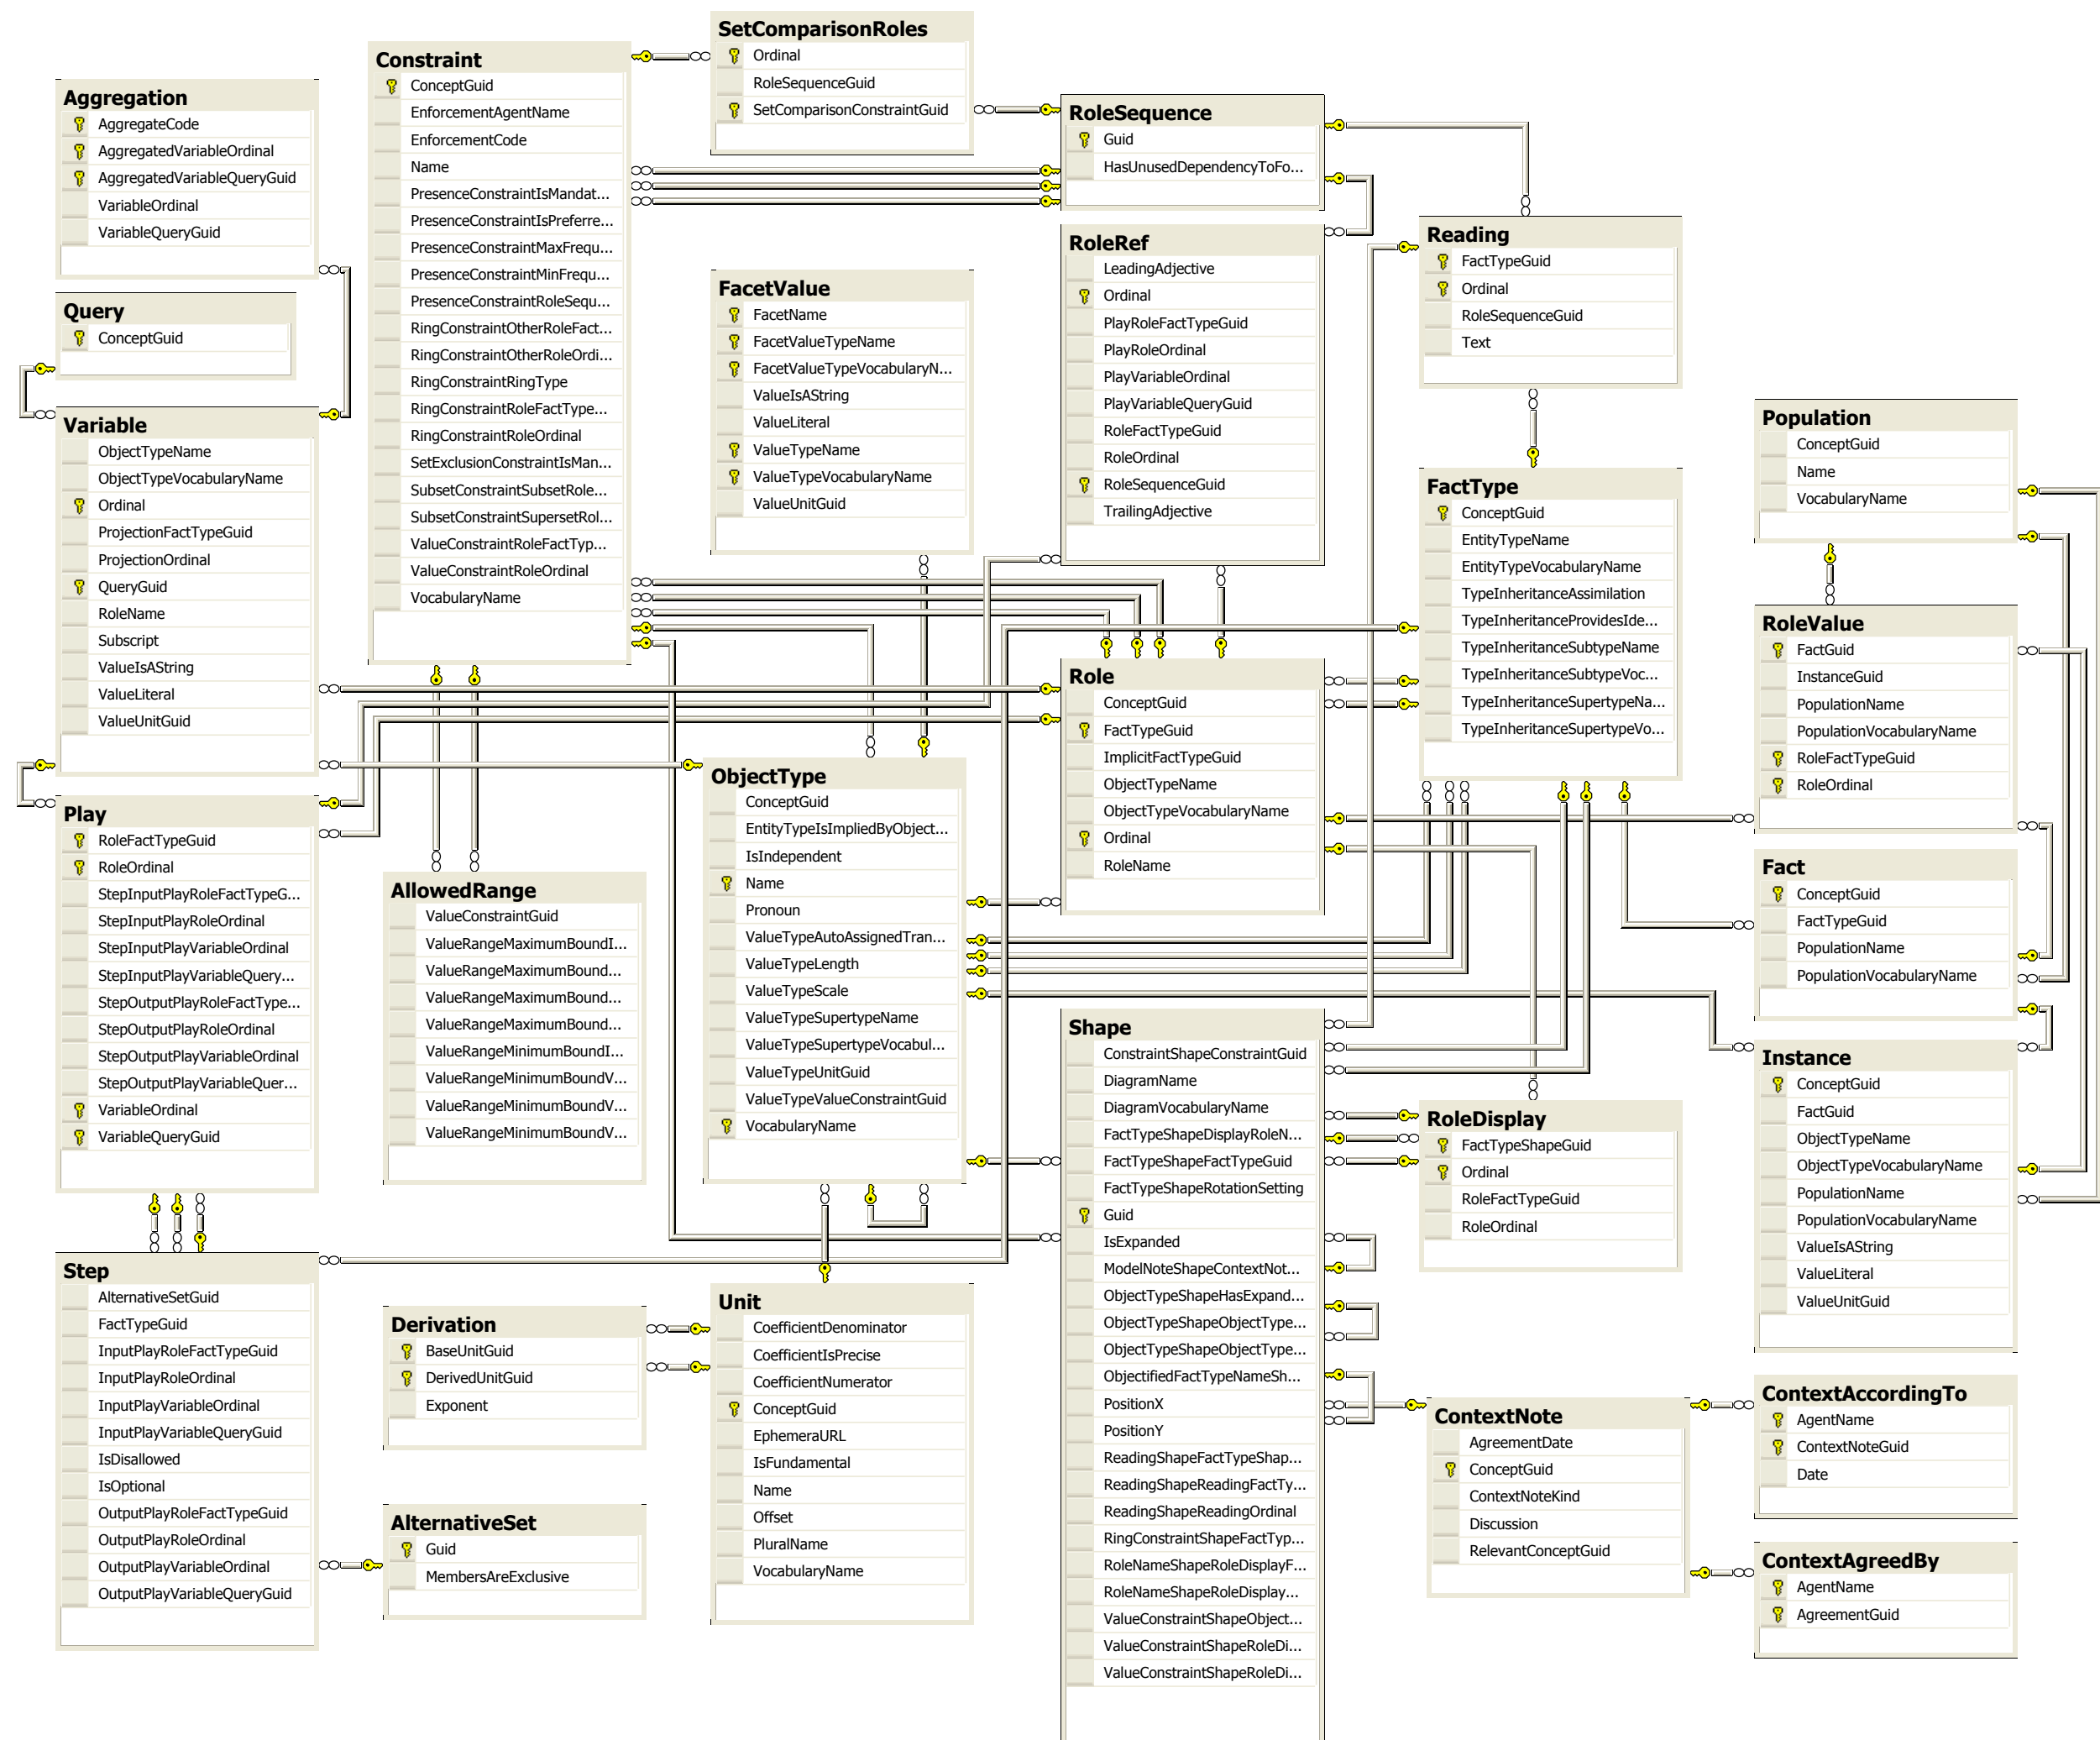 Aggregation
AggregateCode
AggregatedVariableOrdinal
AggregatedVariableQueryGuid
VariableOrdinal
VariableQueryGuid
Query
ConceptGuid
Variable
ObjectTypeName
ObjectTypeVocabularyName
Ordinal
ProjectionFactTypeGuid
ProjectionOrdinal
QueryGuid
RoleName
Subscript
ValueIsAString
ValueLiteral
ValueUnitGuid
Play
RoleFactTypeGuid
RoleOrdinal
StepInputPlayRoleFactTypeG...
StepInputPlayRoleOrdinal
StepInputPlayVariableOrdinal
StepInputPlayVariableQuery...
StepOutputPlayRoleFactType...
StepOutputPlayRoleOrdinal
StepOutputPlayVariableOrdinal
StepOutputPlayVariableQuer...
VariableOrdinal
VariableQueryGuid
Step
AlternativeSetGuid
FactTypeGuid
InputPlayRoleFactTypeGuid
InputPlayRoleOrdinal
InputPlayVariableOrdinal
InputPlayVariableQueryGuid
IsDisallowed
IsOptional
OutputPlayRoleFactTypeGuid
OutputPlayRoleOrdinal
OutputPlayVariableOrdinal
OutputPlayVariableQueryGuid
Constraint
ConceptGuid
EnforcementAgentName
EnforcementCode
Name
PresenceConstraintIsMandat...
PresenceConstraintIsPreferre...
PresenceConstraintMaxFrequ...
PresenceConstraintMinFrequ...
PresenceConstraintRoleSequ...
RingConstraintOtherRoleFact...
RingConstraintOtherRoleOrdi...
RingConstraintRingType
RingConstraintRoleFactType...
RingConstraintRoleOrdinal
SetExclusionConstraintIsMan...
SubsetConstraintSubsetRole...
SubsetConstraintSupersetRol...
ValueConstraintRoleFactTyp...
ValueConstraintRoleOrdinal
VocabularyName
AllowedRange
ValueConstraintGuid
ValueRangeMaximumBoundI...
ValueRangeMaximumBound...
ValueRangeMaximumBound...
ValueRangeMaximumBound...
ValueRangeMinimumBoundI...
ValueRangeMinimumBoundV...
ValueRangeMinimumBoundV...
ValueRangeMinimumBoundV...
Derivation
BaseUnitGuid
DerivedUnitGuid
Exponent
AlternativeSet
Guid
MembersAreExclusive
SetComparisonRoles
Ordinal
RoleSequenceGuid
SetComparisonConstraintGuid
FacetValue
FacetName
FacetValueTypeName
FacetValueTypeVocabularyN...
ValueIsAString
ValueLiteral
ValueTypeName
ValueTypeVocabularyName
ValueUnitGuid
ObjectType
ConceptGuid
EntityTypeIsImpliedByObject...
IsIndependent
Name
Pronoun
ValueTypeAutoAssignedTran...
ValueTypeLength
ValueTypeScale
ValueTypeSupertypeName
ValueTypeSupertypeVocabul...
ValueTypeUnitGuid
ValueTypeValueConstraintGuid
VocabularyName
Unit
CoefficientDenominator
CoefficientIsPrecise
CoefficientNumerator
ConceptGuid
EphemeraURL
IsFundamental
Name
Offset
PluralName
VocabularyName
RoleSequence
Guid
HasUnusedDependencyToFo...
RoleRef
LeadingAdjective
Ordinal
PlayRoleFactTypeGuid
PlayRoleOrdinal
PlayVariableOrdinal
PlayVariableQueryGuid
RoleFactTypeGuid
RoleOrdinal
RoleSequenceGuid
TrailingAdjective
Role
ConceptGuid
FactTypeGuid
ImplicitFactTypeGuid
ObjectTypeName
ObjectTypeVocabularyName
Ordinal
RoleName
Shape
ConstraintShapeConstraintGuid
DiagramName
DiagramVocabularyName
FactTypeShapeDisplayRoleN...
FactTypeShapeFactTypeGuid
FactTypeShapeRotationSetting
Guid
IsExpanded
ModelNoteShapeContextNot...
ObjectTypeShapeHasExpand...
ObjectTypeShapeObjectType...
ObjectTypeShapeObjectType...
ObjectifiedFactTypeNameSh...
PositionX
PositionY
ReadingShapeFactTypeShap...
ReadingShapeReadingFactTy...
ReadingShapeReadingOrdinal
RingConstraintShapeFactTyp...
RoleNameShapeRoleDisplayF...
RoleNameShapeRoleDisplay...
ValueConstraintShapeObject...
ValueConstraintShapeRoleDi...
ValueConstraintShapeRoleDi...
Reading
FactTypeGuid
Ordinal
RoleSequenceGuid
Text
FactType
ConceptGuid
EntityTypeName
EntityTypeVocabularyName
TypeInheritanceAssimilation
TypeInheritanceProvidesIde...
TypeInheritanceSubtypeName
TypeInheritanceSubtypeVoc...
TypeInheritanceSupertypeNa...
TypeInheritanceSupertypeVo...
RoleDisplay
FactTypeShapeGuid
Ordinal
RoleFactTypeGuid
RoleOrdinal
ContextNote
AgreementDate
ConceptGuid
ContextNoteKind
Discussion
RelevantConceptGuid
Population
ConceptGuid
Name
VocabularyName
RoleValue
FactGuid
InstanceGuid
PopulationName
PopulationVocabularyName
RoleFactTypeGuid
RoleOrdinal
Fact
ConceptGuid
FactTypeGuid
PopulationName
PopulationVocabularyName
Instance
ConceptGuid
FactGuid
ObjectTypeName
ObjectTypeVocabularyName
PopulationName
PopulationVocabularyName
ValueIsAString
ValueLiteral
ValueUnitGuid
ContextAccordingTo
AgentName
ContextNoteGuid
Date
ContextAgreedBy
AgentName
AgreementGuid